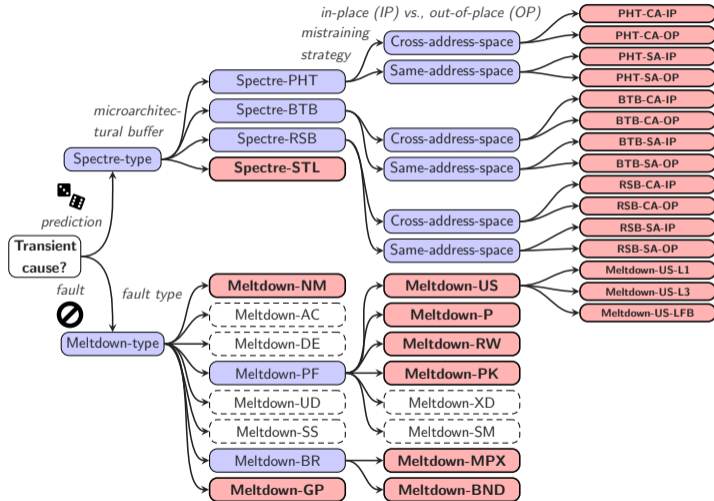 in-place (IP) vs., out-of-place (OP)
mistraining
strategy
microarchitec-
tural buffer
prediction
Transient
cause?
fault
fault type
Spectre-type
Meltdown-type
Spectre-PHT
Spectre-BTB
Spectre-RSB
Spectre-STL
Cross-address-space
Same-address-space
Cross-address-space
Same-address-space
Cross-address-space
Same-address-space
PHT-CA-IP
PHT-CA-OP
PHT-SA-IP
PHT-SA-OP
BTB-CA-IP
BTB-CA-OP
BTB-SA-IP
BTB-SA-OP
RSB-CA-IP
RSB-CA-OP
RSB-SA-IP
RSB-SA-OP
Meltdown-NM
Meltdown-AC
Meltdown-DE
Meltdown-PF
Meltdown-UD
Meltdown-SS
Meltdown-BR
Meltdown-GP
Meltdown-US
Meltdown-P
Meltdown-RW
Meltdown-PK
Meltdown-XD
Meltdown-SM
Meltdown-MPX
Meltdown-BND
Meltdown-US-L1
Meltdown-US-L3
Meltdown-US-LFB